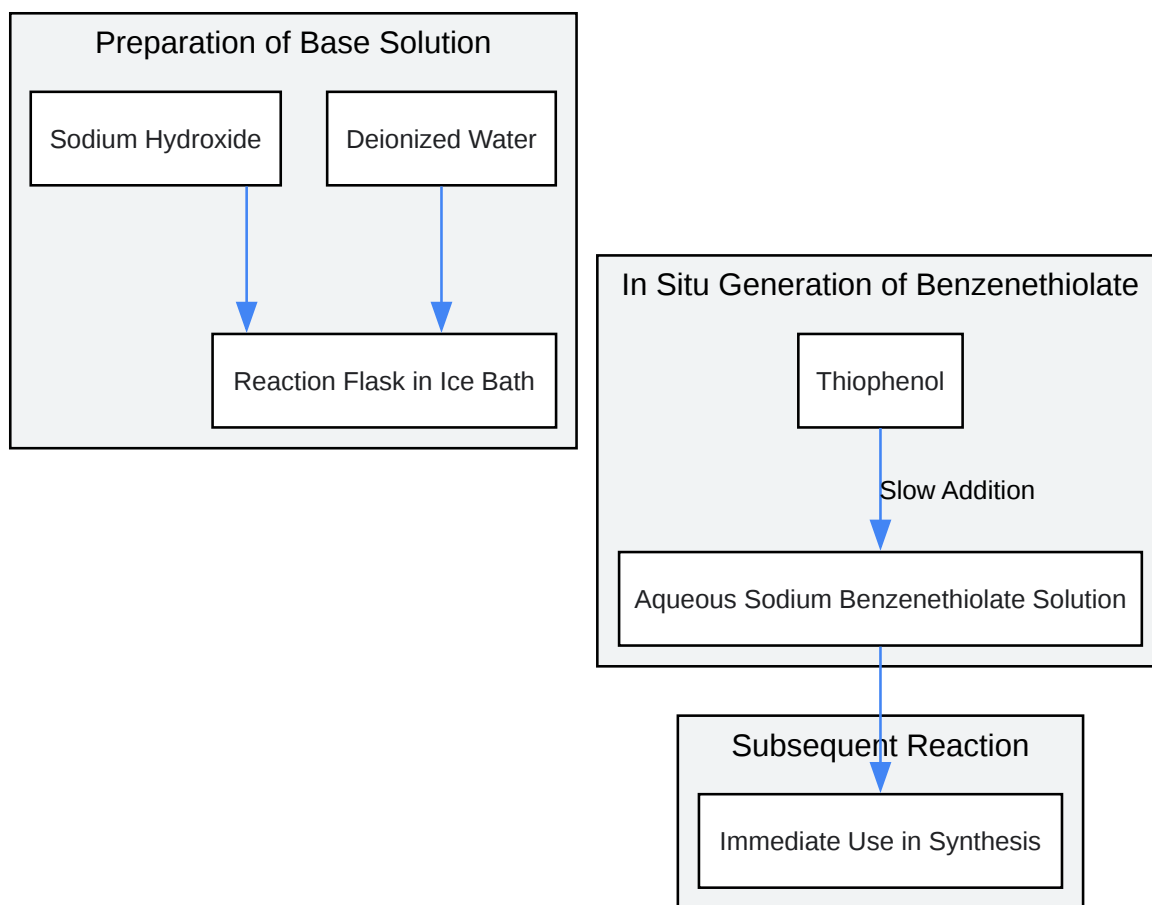 Preparation of Base Solution
Sodium Hydroxide
Deionized Water
Reaction Flask in Ice Bath
In Situ Generation of Benzenethiolate
Thiophenol
Slow Addition
Aqueous Sodium Benzenethiolate Solution
Subsequent Reaction
Immediate Use in Synthesis